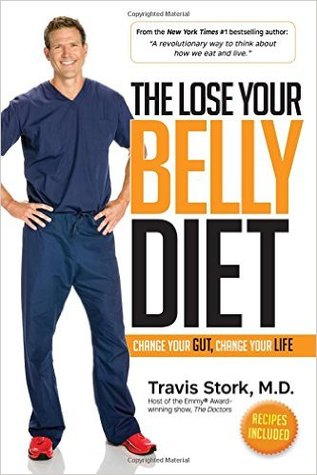 From the New York Times #1 bestselling author:
"A revolutionary way to think about
how we eat and live."
THE LOSE YOUR
BELLY
DIET
CHANGE YOUR GUT, CHANGE YOUR LIFE
Travis Stork, M.D.
Host of the Emmy® Award-
winning show, The Doctors
RECIPES
INCLUDED
Copyrighted Material
Copyrighted Material